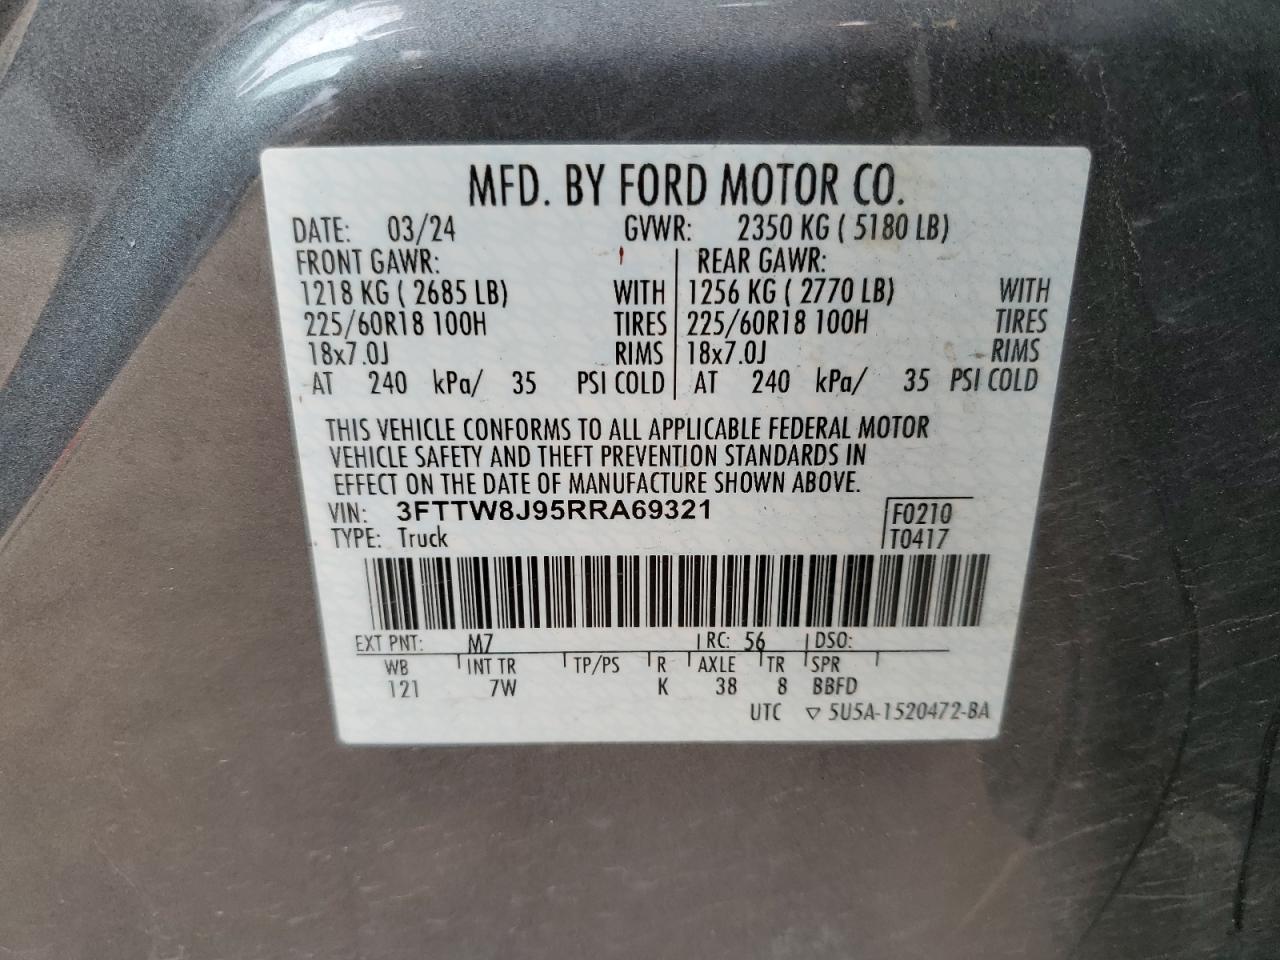 MFD. BY FORD MOTOR CO.
DATE: 03/24 GVWR: 2350 KG ( 5180 LB)
FRONT GAWR: REAR GAWR:
1218 KG ( 2685 LB) WITH 1256 KG ( 2770 LB) WITH
225/60R18 100H TIRES 225/60R18 100H TIRES
18x7.0J RIMS 18x7.0J RIMS
AT 240 kPa/ 35 PSI COLD AT 240 kPa/ 35 PSI COLD
THIS VEHICLE CONFORMS TO ALL APPLICABLE FEDERAL MOTOR
VEHICLE SAFETY AND THEFT PREVENTION STANDARDS IN
EFFECT ON THE DATE OF MANUFACTURE SHOWN ABOVE.
VIN: 3FTTW8J95RRA69321 F0210
TYPE: Truck T0417
EXT PNT: M7 RC: 56 DSO:
WB INT TR TP/PS R AXLE TR SPR
121 7W K 38 8 BBFD
UTC ▽ 5U5A-1520472-BA